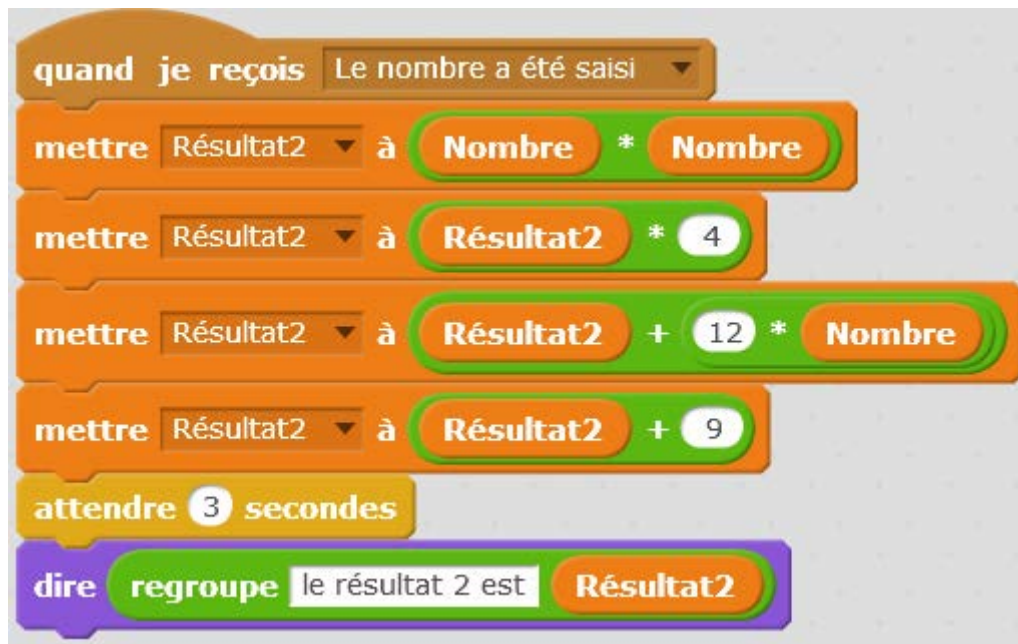 quand je reçois Le nombre a été saisi
mettre Résultat2 à Nombre * Nombre
mettre Résultat2 à Résultat2 * 4
mettre Résultat2 à Résultat2 + 12 * Nombre
mettre Résultat2 à Résultat2 + 9
attendre 3 secondes
dire regroupe le résultat 2 est Résultat2